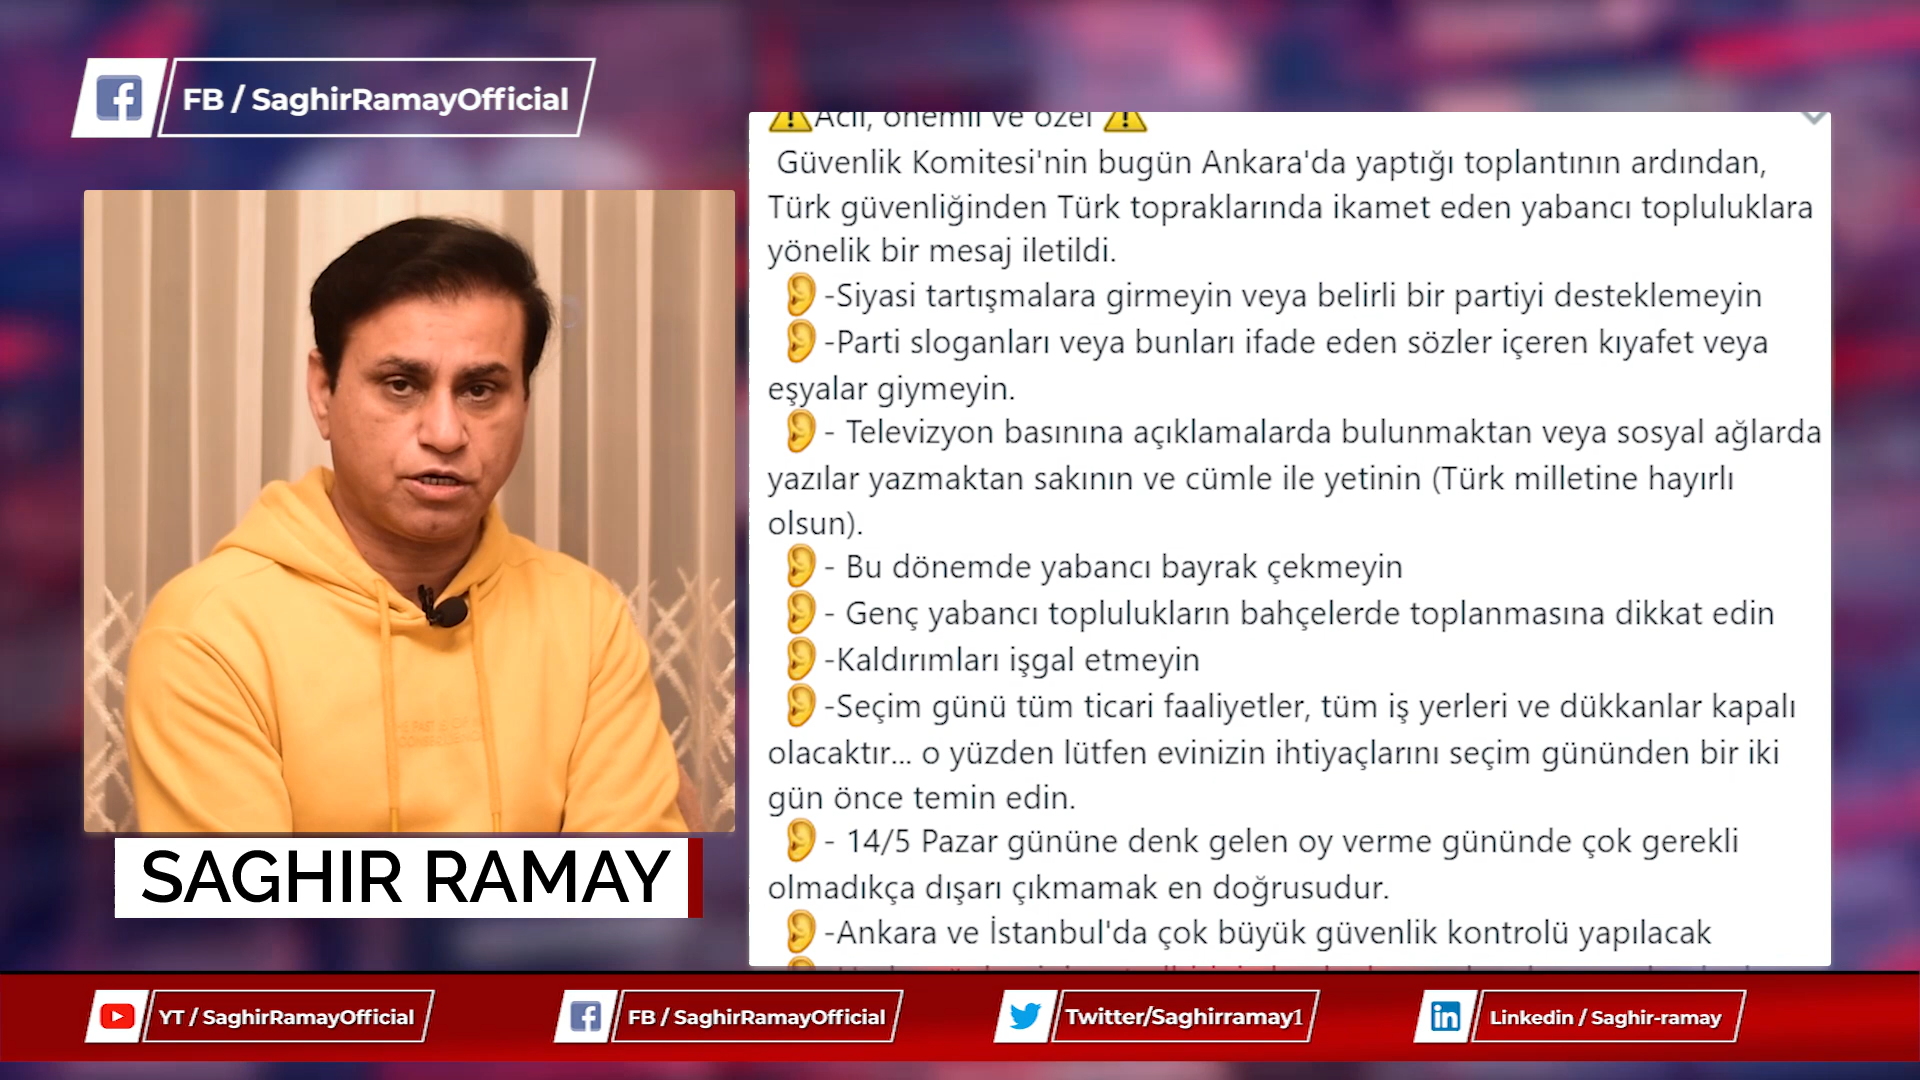 FB / SaghirRamayOfficial
Acil, önemli ve özel
Güvenlik Komitesi'nin bugün Ankara'da yaptığı toplantının ardından,
Türk güvenliğinden Türk topraklarında ikamet eden yabancı topluluklara
yönelik bir mesaj iletildi.
-Siyasi tartışmalara girmeyin veya belirli bir partiyi desteklemeyin
-Parti sloganları veya bunları ifade eden sözler içeren kıyafet veya
eşyalar giymeyin.
- Televizyon basınına açıklamalarda bulunmaktan veya sosyal ağlarda
yazılar yazmaktan sakının ve cümle ile yetinin (Türk milletine hayırlı
olsun).
- Bu dönemde yabancı bayrak çekmeyin
- Genç yabancı toplulukların bahçelerde toplanmasına dikkat edin
-Kaldırımları işgal etmeyin
-Seçim günü tüm ticari faaliyetler, tüm iş yerleri ve dükkanlar kapalı
olacaktır... o yüzden lütfen evinizin ihtiyaçlarını seçim gününden bir iki
gün önce temin edin.
- 14/5 Pazar gününe denk gelen oy verme gününde çok gerekli
olmadıkça dışarı çıkmamak en doğrusudur.
-Ankara ve İstanbul'da çok büyük güvenlik kontrolü yapılacak
SAGHIR RAMAY
YT / SaghirRamayOfficial
FB / SaghirRamayOfficial
Twitter/Saghirramay1
Linkedin / Saghir-ramay